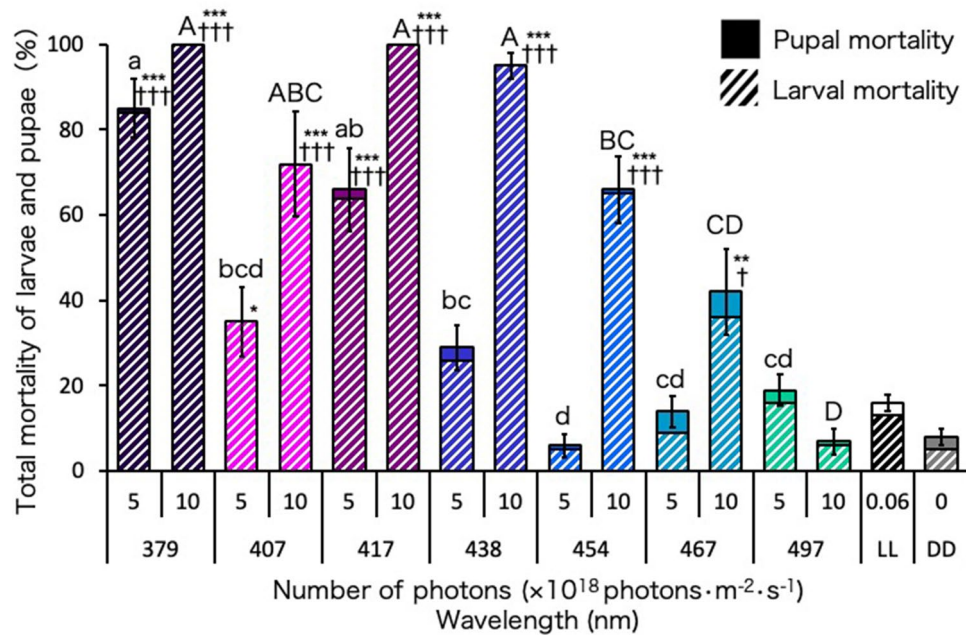 Total mortality of larvae and pupae (%)
100
80
60
40
20
0
a
***
†††
A
***
†††
bcd
*
ABC
***
†††
ab
***
†††
A
***
†††
bc
A
***
†††
d
BC
***
†††
cd
CD
**
†
cd
D
Pupal mortality
Larval mortality
5 10 5 10 5 10 5 10 5 10 5 10 5 10 0.06 0
379 407 417 438 454 467 497 LL DD
Number of photons (×10¹⁸ photons·m⁻²·s⁻¹)
Wavelength (nm)